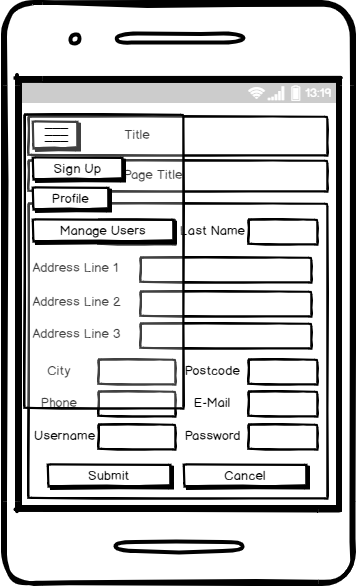 13:19
Title
Sign Up Page Title
Profile
Manage Users Last Name
Address Line 1
Address Line 2
Address Line 3
City Postcode
Phone E-Mail
Username Password
Submit Cancel